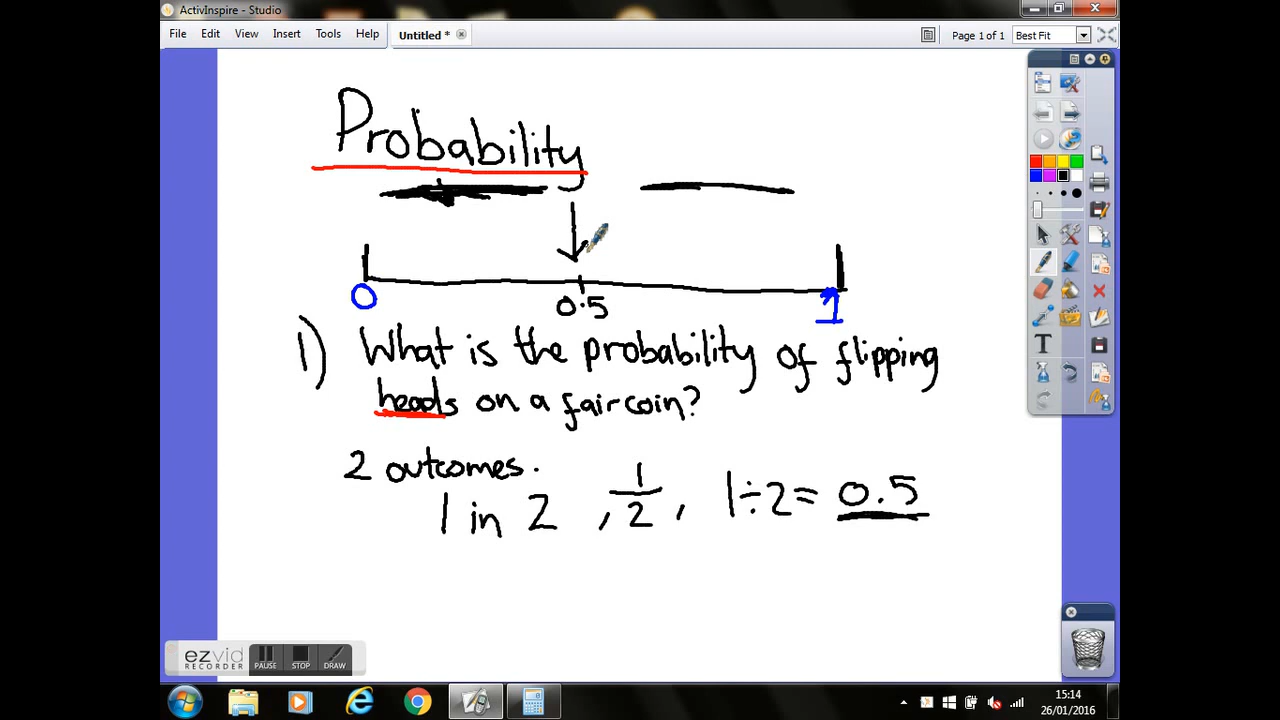 ActivInspire - Studio
File Edit View Insert Tools Help Untitled * Page 1 of 1 Best Fit
Probability
0 0.5 1
1) What is the probability of flipping
heads on a fair coin?
2 outcomes.
1 in 2 , 1/2 , 1÷2= 0.5
ezvid
RECORDER
PAUSE STOP DRAW
15:14
26/01/2016